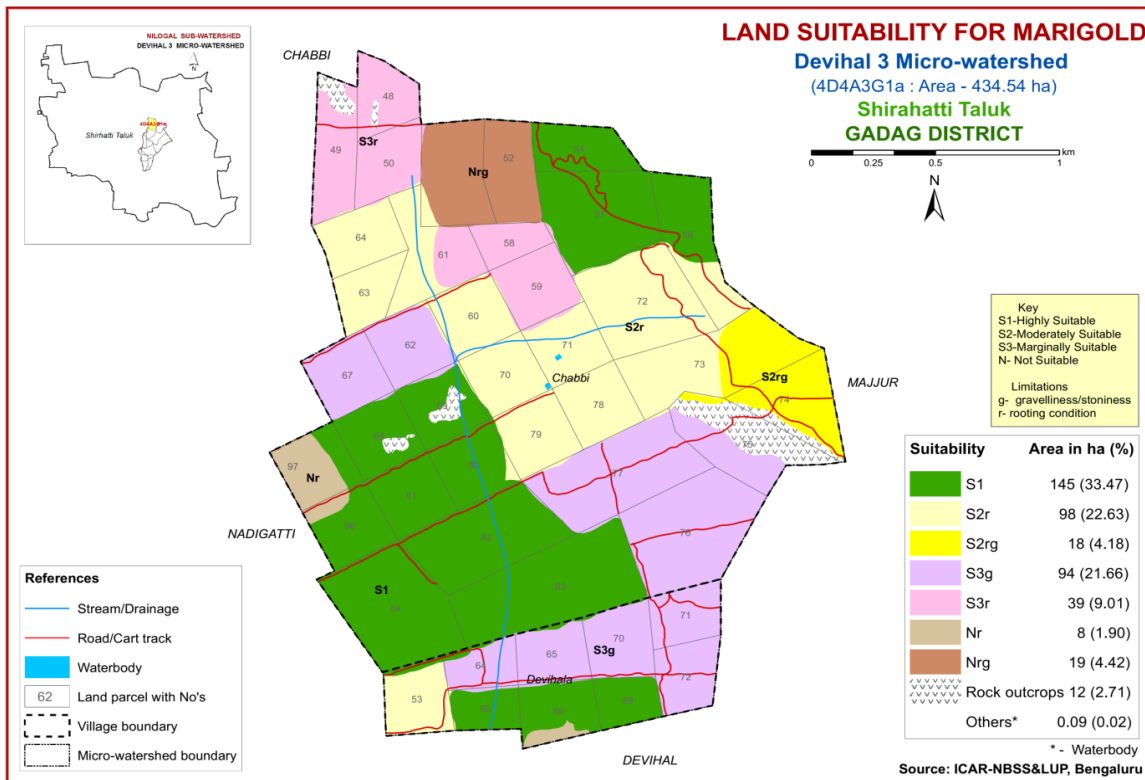 NILOGAL SUB-WATERSHED
DEVIHAL 3 MICRO-WATERSHED
N
4D4A3G1a
Shirhatti Taluk
LAND SUITABILITY FOR MARIGOLD
Devihal 3 Micro-watershed
(4D4A3G1a : Area - 434.54 ha)
Shirahatti Taluk
GADAG DISTRICT
0 0.25 0.5 1 km
N
CHABBI
48
49
S3r
50
Nrg
52
58
61
59
64
63
60
72
S2r
71
62
67
70
Chabbi
73
S2rg
74
MAJJUR
78
79
75
77
76
97
Nr
NADIGATTI
S1
70
71
S3g
65
64
72
Devihala
53
69
DEVIHAL
Key
S1-Highly Suitable
S2-Moderately Suitable
S3-Marginally Suitable
N- Not Suitable
Limitations
g- gravelliness/stoniness
r- rooting condition
Suitability Area in ha (%)
S1 145 (33.47)
S2r 98 (22.63)
S2rg 18 (4.18)
S3g 94 (21.66)
S3r 39 (9.01)
Nr 8 (1.90)
Nrg 19 (4.42)
Rock outcrops 12 (2.71)
Others* 0.09 (0.02)
* - Waterbody
Source: ICAR-NBSS&LUP, Bengaluru
References
Stream/Drainage
Road/Cart track
Waterbody
62 Land parcel with No's
Village boundary
Micro-watershed boundary